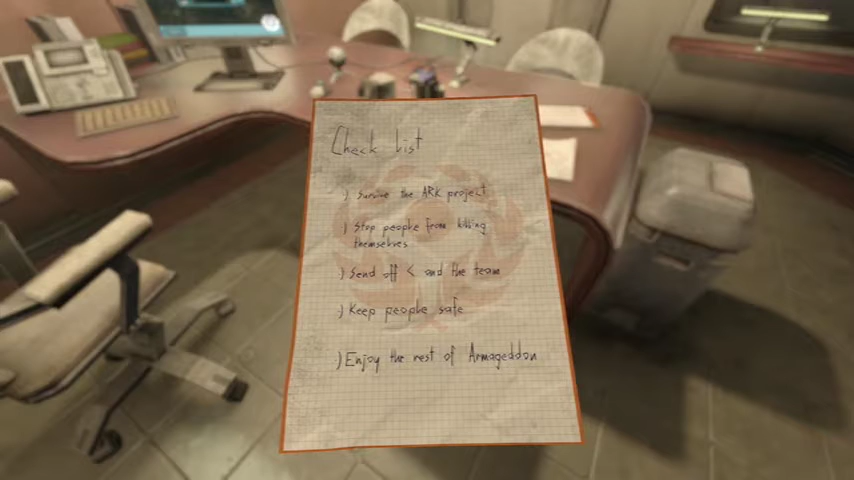 Check list
·) Survive the ARK project
·) Stop people from killing
themselves
·) Send off < and the team
·) Keep people safe
·) Enjoy the rest of Armageddon